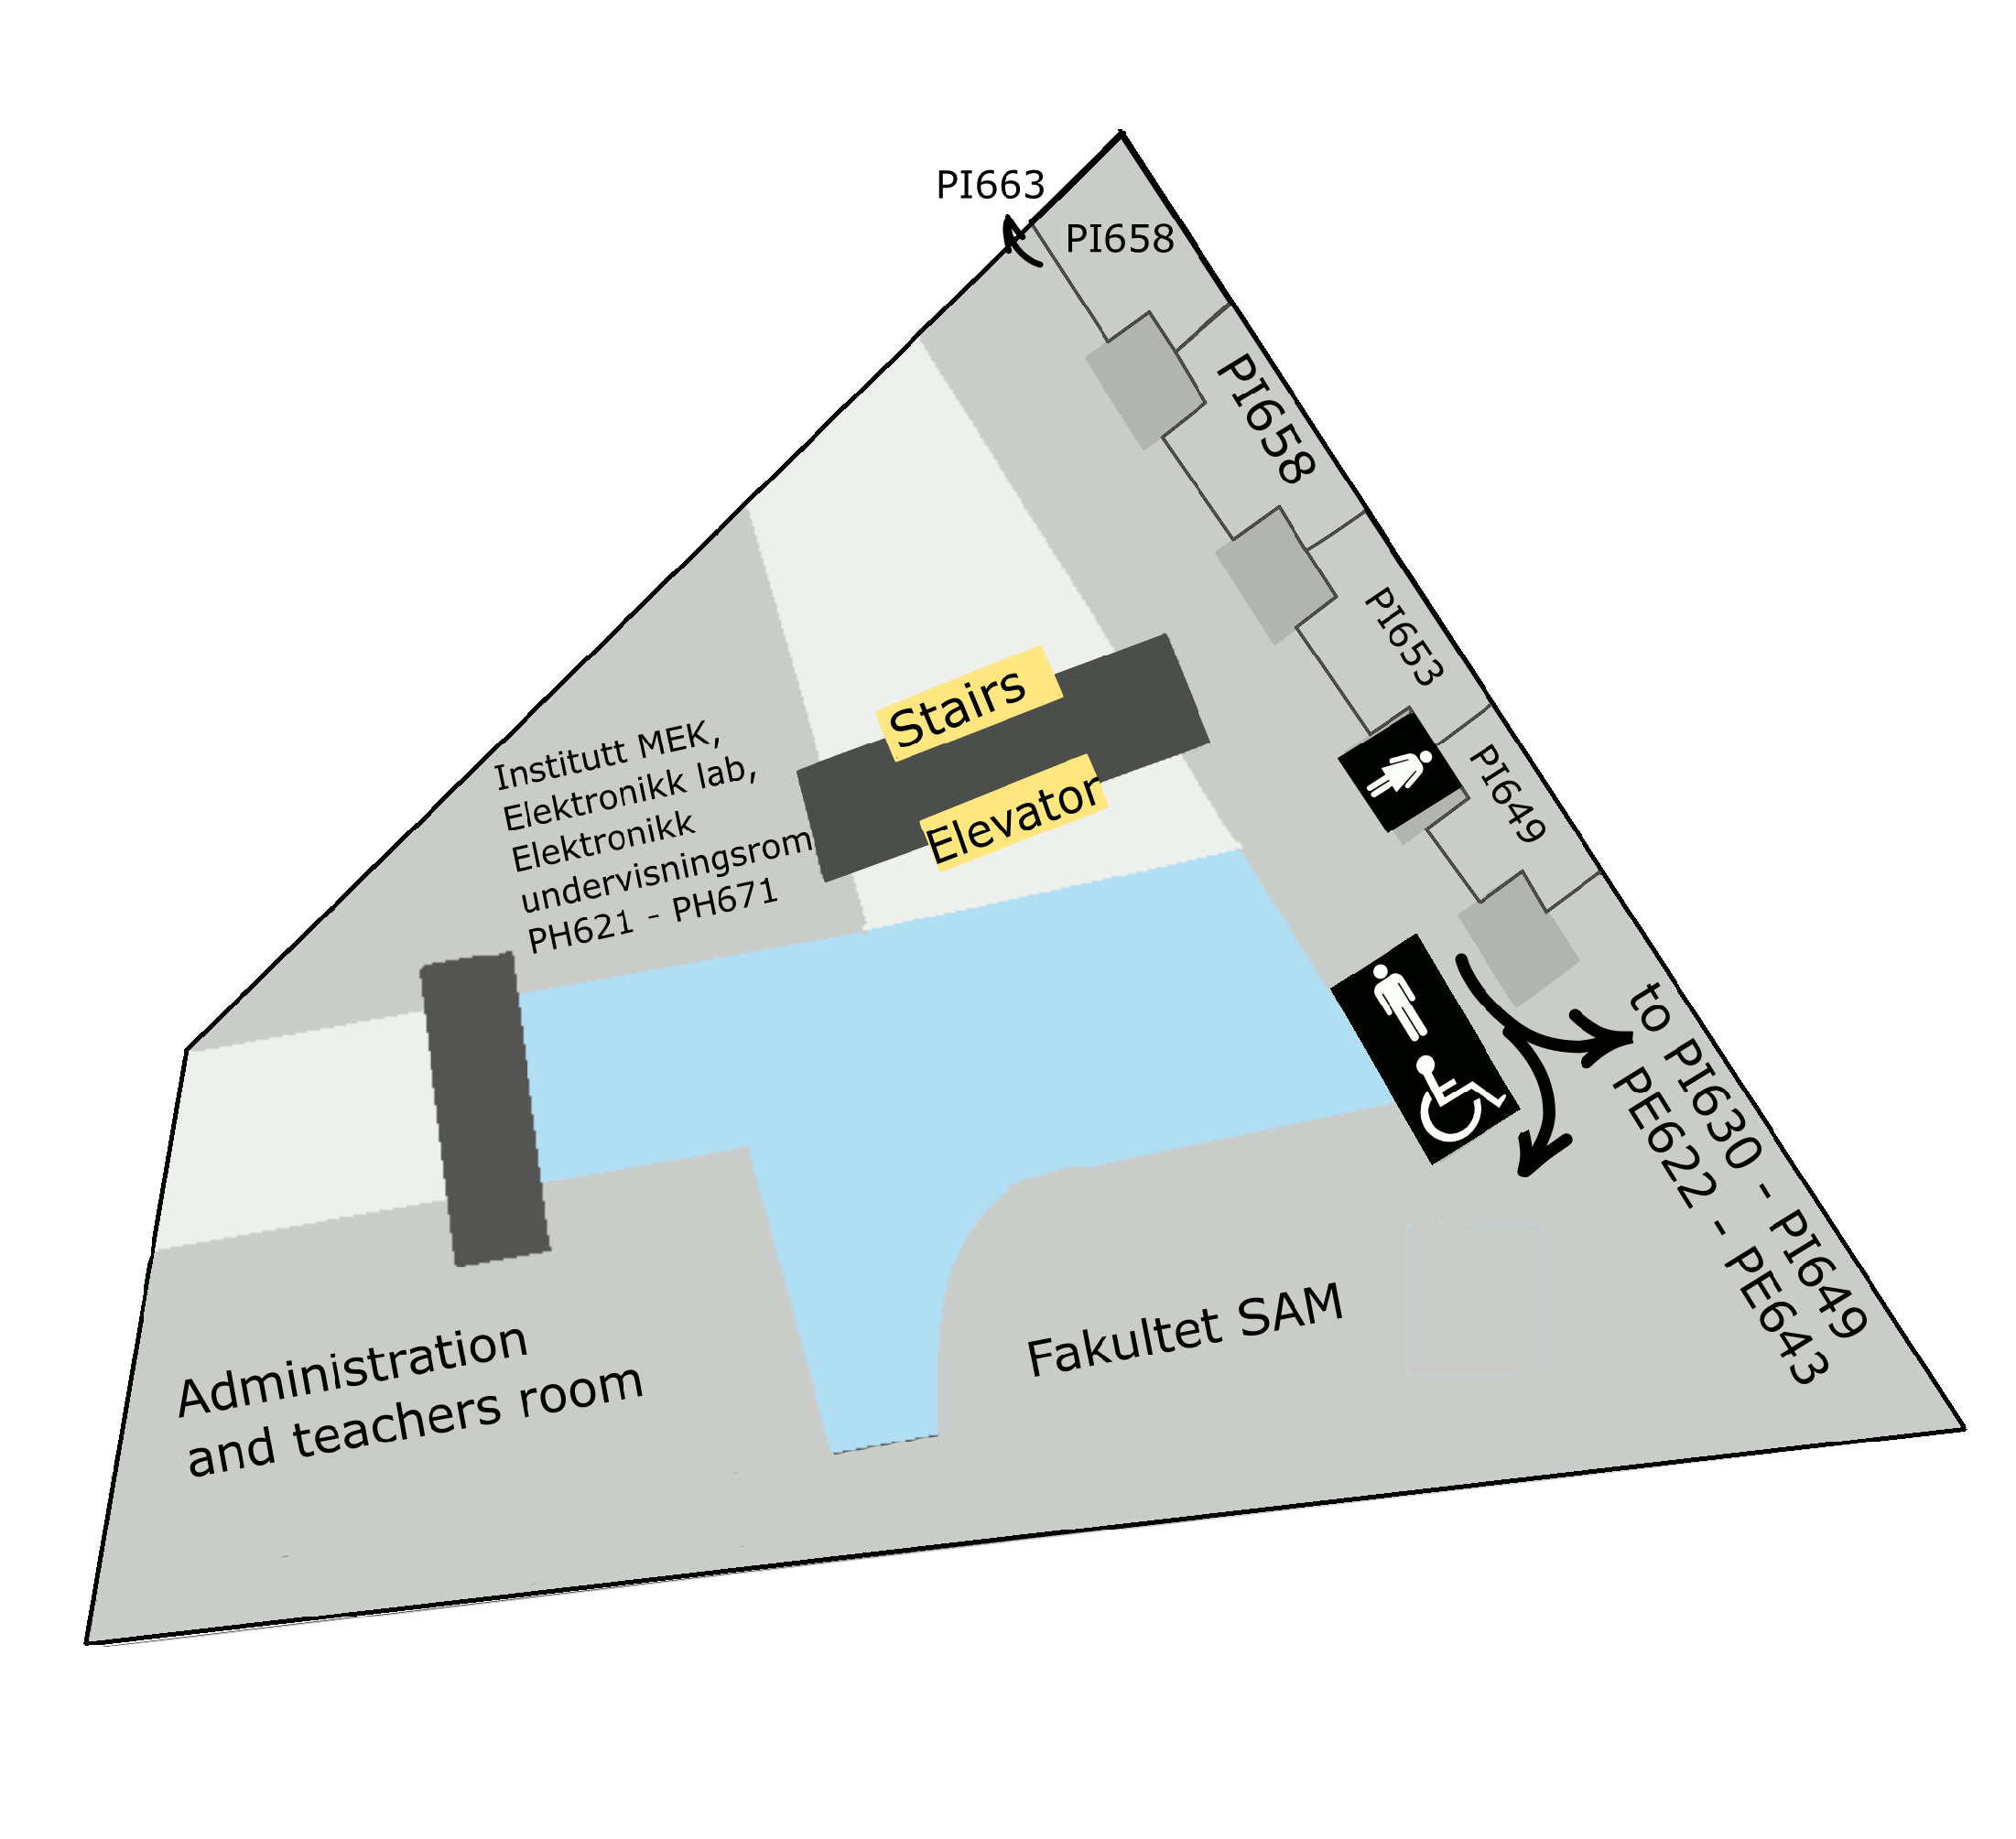 PI663
PI658
PI658
PI653
PI649
Stairs
Elevator
Institutt MEK,
Elektronikk lab,
Elektronikk
undervisningsrom
PH621 - PH671
to PI630 - PI649
PE622 - PE643
Fakultet SAM
Administration
and teachers room